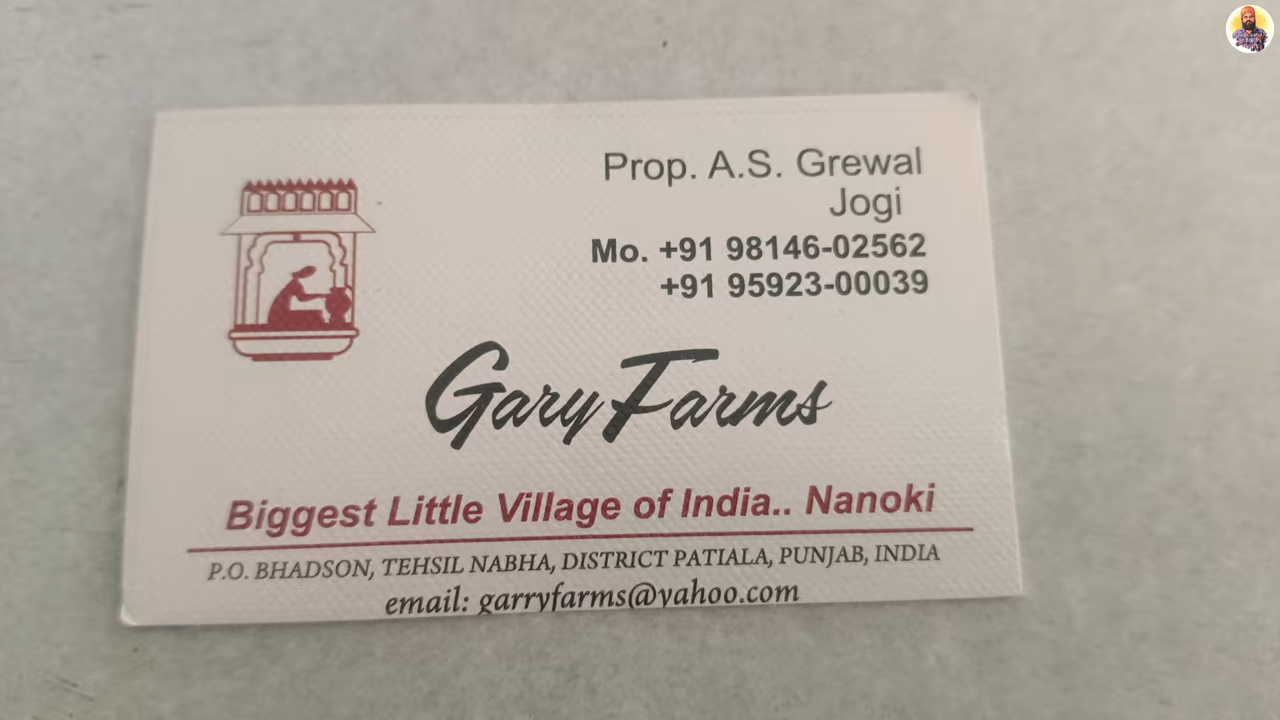 Prop. A.S. Grewal
Jogi
Mo. +91 98146-02562
+91 95923-00039
Gary Farms
Biggest Little Village of India.. Nanoki
P.O. BHADSON, TEHSIL NABHA, DISTRICT PATIALA, PUNJAB, INDIA
email: garryfarms@yahoo.com